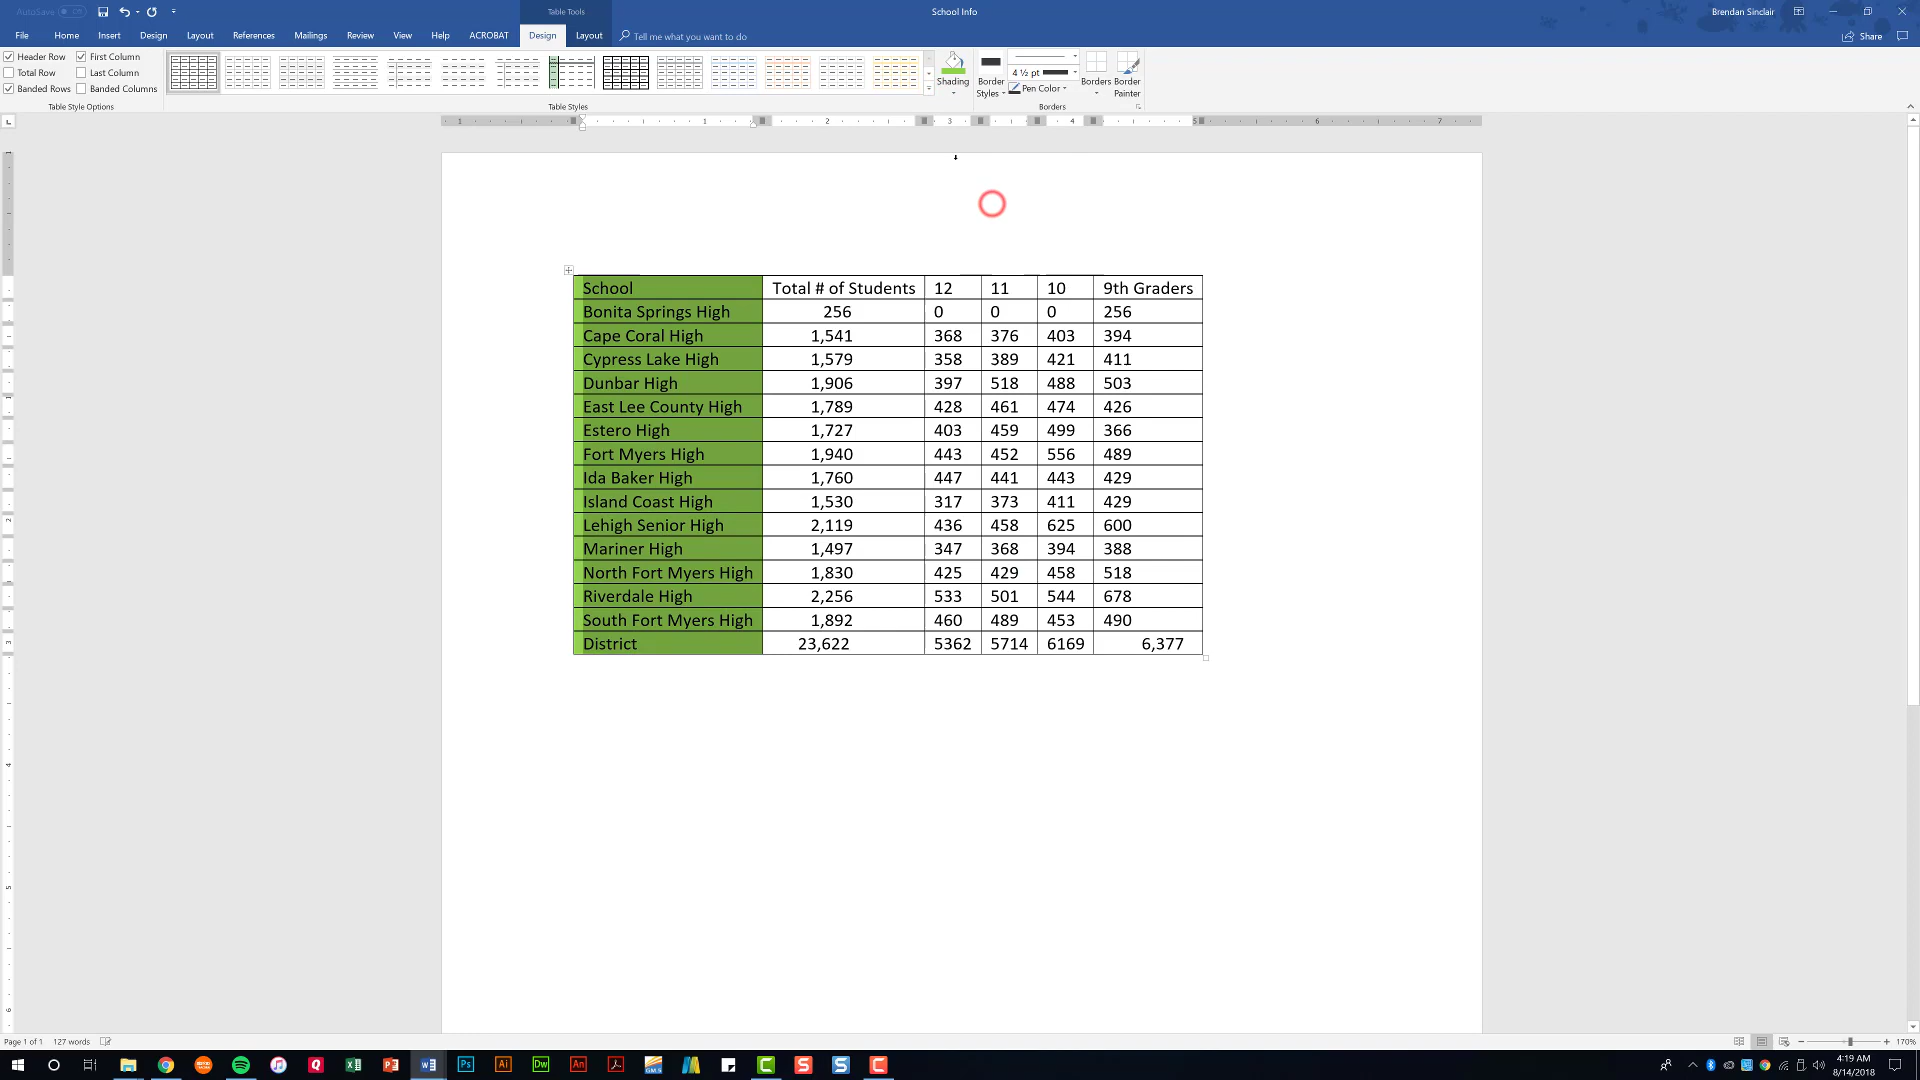 AutoSave Off Table Tools School Info Brendan Sinclair
File Home Insert Design Layout References Mailings Review View Help ACROBAT Design Layout Tell me what you want to do Share
Header Row First Column
Total Row Last Column
Banded Rows Banded Columns
Table Style Options
Table Styles
Shading
Border Styles
4 ½ pt
Pen Color
Borders
Border Painter
Borders
1 1 2 3 4 5 6 7
School Total # of Students 12 11 10 9th Graders
Bonita Springs High 256 0 0 0 256
Cape Coral High 1,541 368 376 403 394
Cypress Lake High 1,579 358 389 421 411
Dunbar High 1,906 397 518 488 503
East Lee County High 1,789 428 461 474 426
Estero High 1,727 403 459 499 366
Fort Myers High 1,940 443 452 556 489
Ida Baker High 1,760 447 441 443 429
Island Coast High 1,530 317 373 411 429
Lehigh Senior High 2,119 436 458 625 600
Mariner High 1,497 347 368 394 388
North Fort Myers High 1,830 425 429 458 518
Riverdale High 2,256 533 501 544 678
South Fort Myers High 1,892 460 489 453 490
District 23,622 5362 5714 6169 6,377
Page 1 of 1 127 words 170%
4:19 AM
8/14/2018